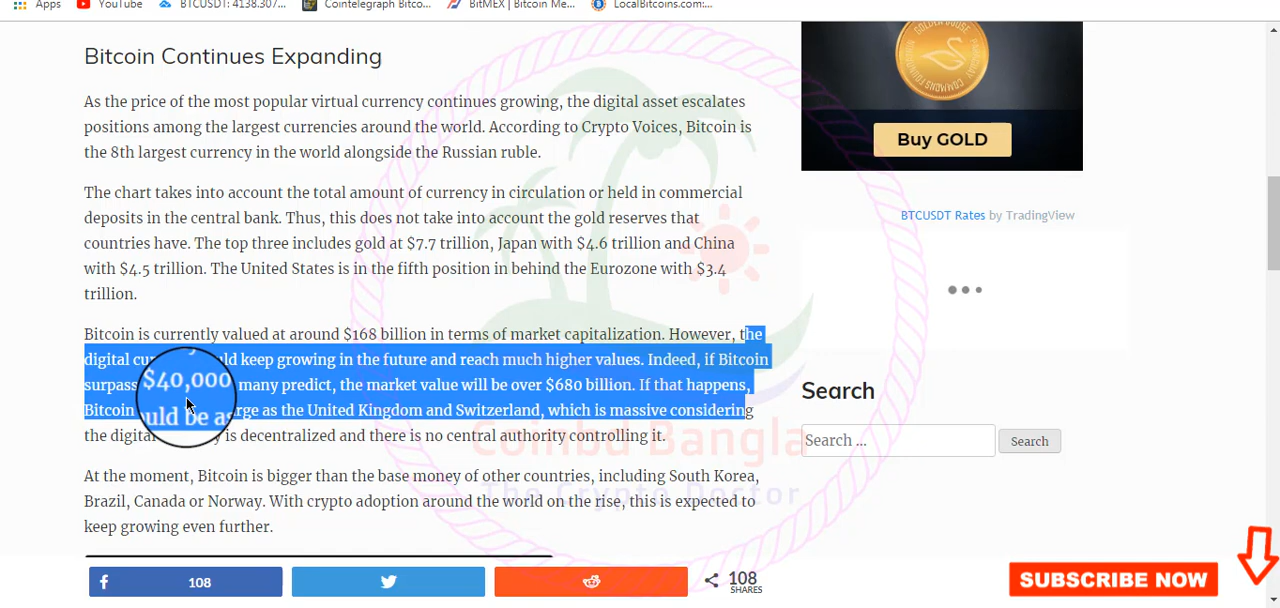 Apps
YouTube
BTCUSDT: 4138.307...
Cointelegraph Bitco...
BitMEX | Bitcoin Me...
LocalBitcoins.com:...
Bitcoin Continues Expanding
As the price of the most popular virtual currency continues growing, the digital asset escalates
positions among the largest currencies around the world. According to Crypto Voices, Bitcoin is
the 8th largest currency in the world alongside the Russian ruble.
The chart takes into account the total amount of currency in circulation or held in commercial
deposits in the central bank. Thus, this does not take into account the gold reserves that
countries have. The top three includes gold at $7.7 trillion, Japan with $4.6 trillion and China
with $4.5 trillion. The United States is in the fifth position in behind the Eurozone with $3.4
trillion.
Bitcoin is currently valued at around $168 billion in terms of market capitalization. However, the
digital keep growing in the future and reach much higher values. Indeed, if Bitcoin
$40,000 many predict, the market value will be over $680 billion. If that happens,
Bitcoin be as the United Kingdom and Switzerland, which is massive considering
the digital is decentralized and there is no central authority controlling it.
At the moment, Bitcoin is bigger than the base money of other countries, including South Korea,
Brazil, Canada or Norway. With crypto adoption around the world on the rise, this is expected to
keep growing even further.
108
108
SHARES
Buy GOLD
BTCUSDT Rates by TradingView
Search
Search ...
Search
Coinbd Bangla
The Crypto Doctor
SUBSCRIBE NOW